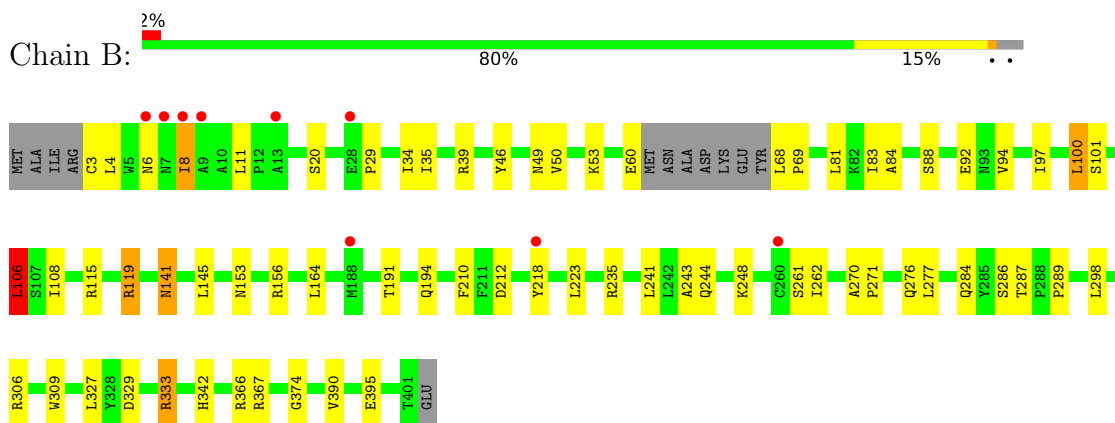 2%
Chain B:
80% 15% • •
MET ALA ILE ARG C3 L4 W5 N6 N7 I8 A9 A10 L11 P12 A13 S20 E28 P29 I34 I35 R39 Y46 N49 V50 K53 E60 MET ASN ALA ASP LYS GLU TYR L68 P69 L81 K82 I83 A84 S88 E92 N93 V94 I97 L100 S101
L106 S107 I108 R115 R119 N141 L145 N153 R156 L164 M188 T191 Q194 F210 F211 D212 Y218 L223 R235 L241 L242 A243 Q244 K248 C260 S261 I262 A270 P271 Q276 L277 Q284 Y285 S286 T287 P288 P289 L298
R306 W309 L327 Y328 D329 R333 H342 R366 R367 G374 V390 E395 T401 GLU